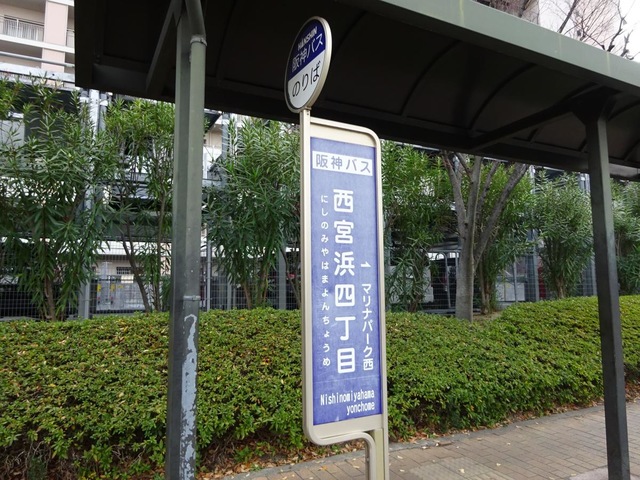 HANSHIN
阪神バス
のりば
阪神バス
西宮浜四丁目
にしのみやはまよんちょうめ
マリナパーク西
Nishinomiyahama
yonchome